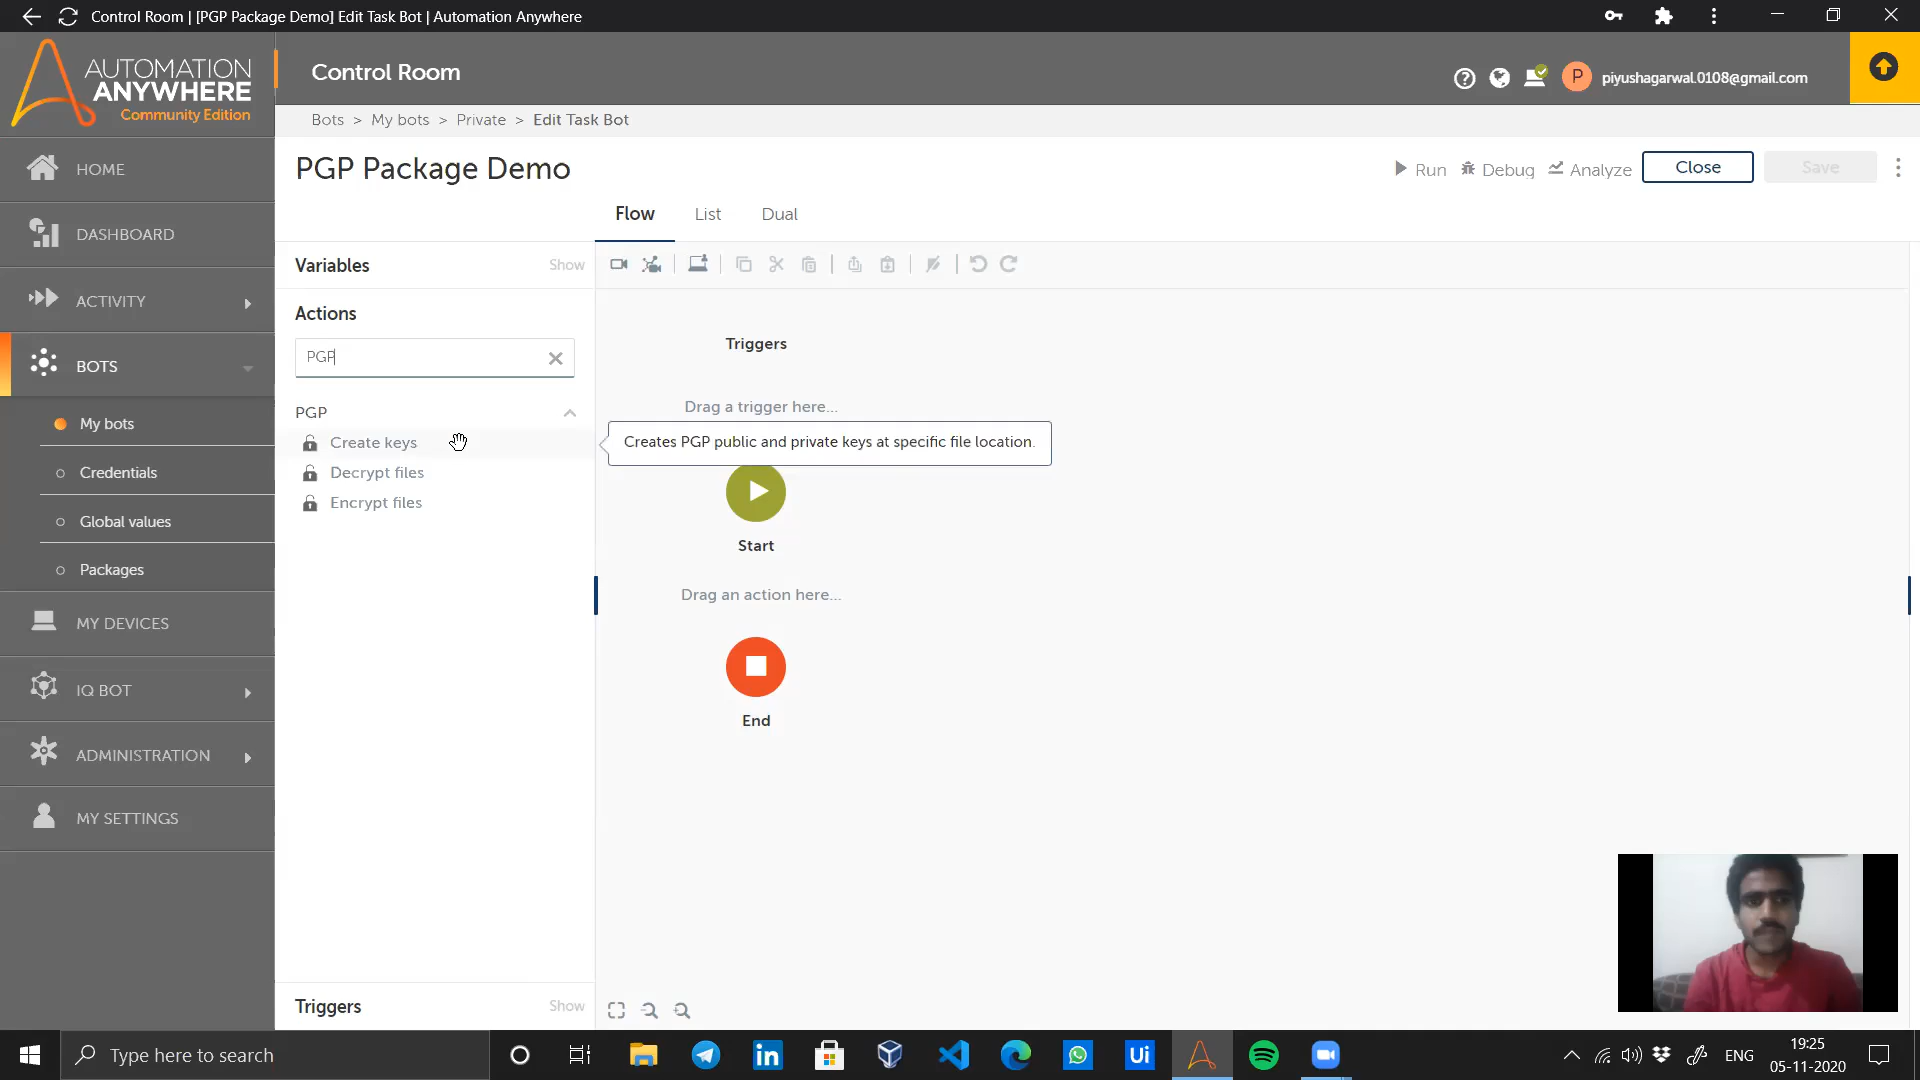 Control Room | [PGP Package Demo] Edit Task Bot | Automation Anywhere
AUTOMATION
ANYWHERE
Community Edition
Control Room
P
piyushagarwal.0108@gmail.com
Bots > My bots > Private > Edit Task Bot
HOME
DASHBOARD
ACTIVITY
BOTS
My bots
Credentials
Global values
Packages
MY DEVICES
IQ BOT
ADMINISTRATION
MY SETTINGS
PGP Package Demo
Run
Debug
Analyze
Close
Save
Flow
List
Dual
Variables
Show
Actions
PGP
PGP
Create keys
Decrypt files
Encrypt files
Triggers
Show
Triggers
Drag a trigger here...
Creates PGP public and private keys at specific file location.
Start
Drag an action here...
End
Type here to search
in
Ui
ENG
19:25
05-11-2020